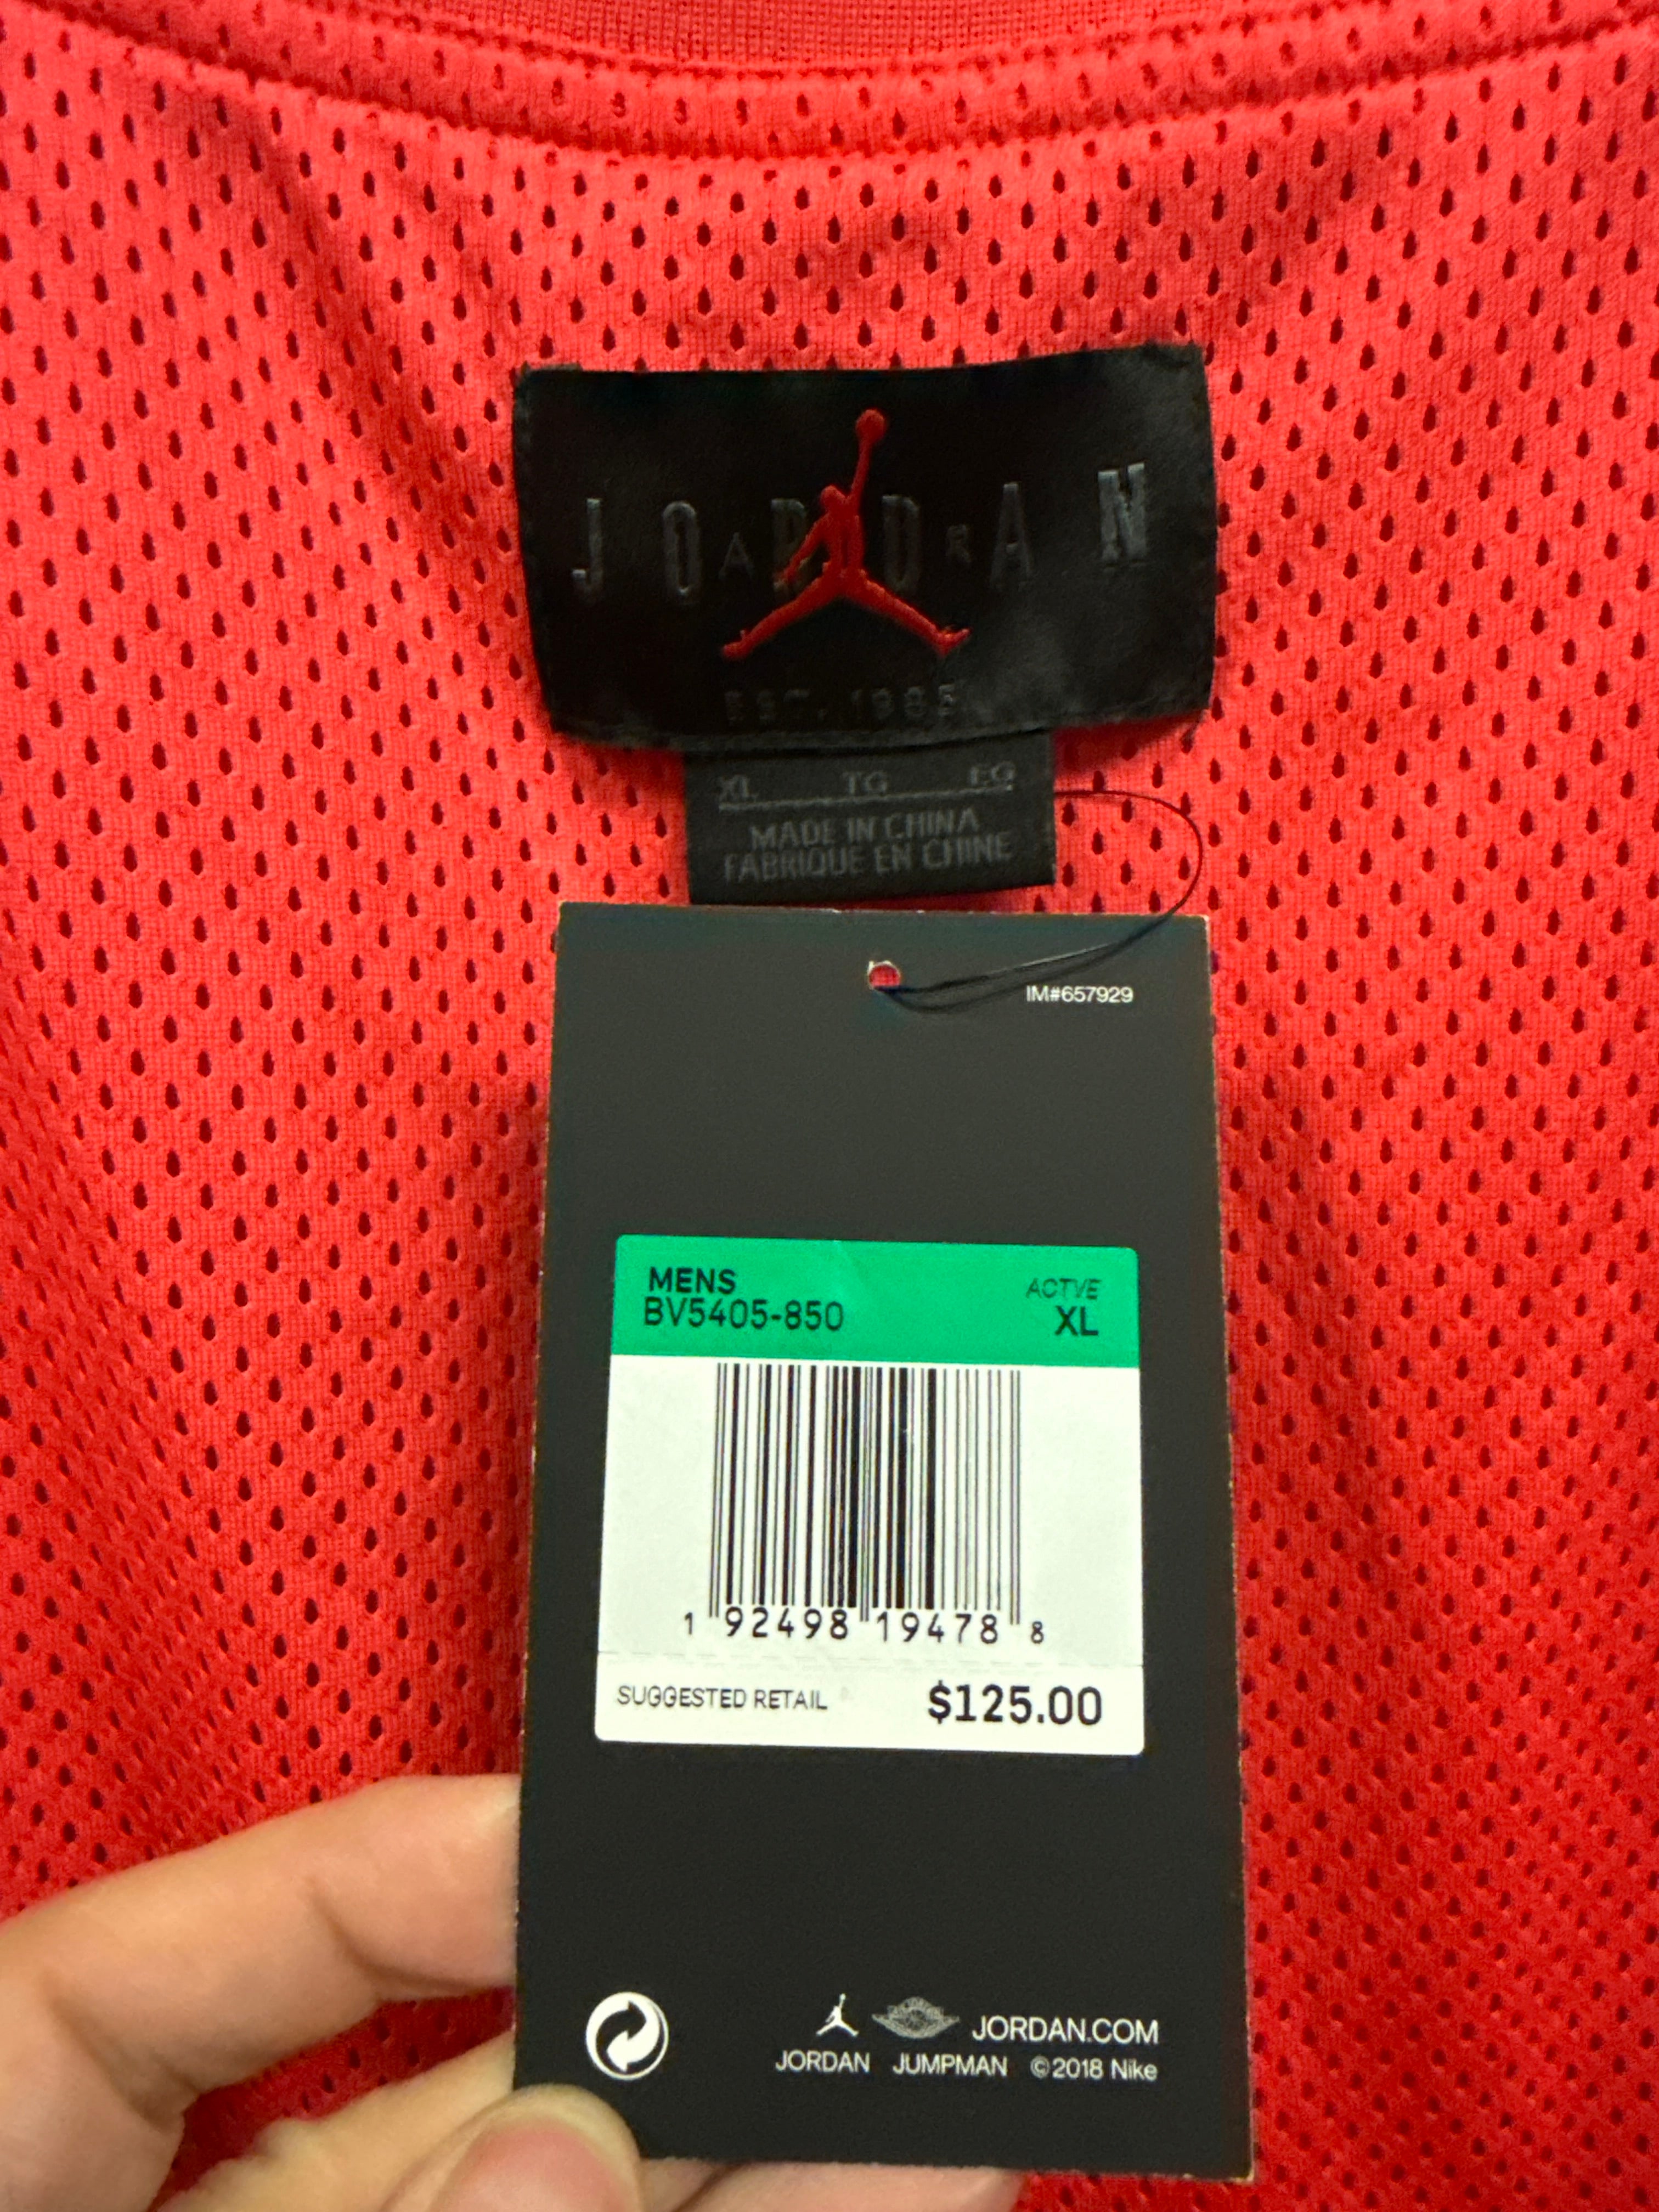 JORDAN
AIR
EST. 1985
XL TG EG
MADE IN CHINA
FABRIQUE EN CHINE
IM#657929
MENS ACTVE
BV5405-850 XL
1 92498 19478 8
SUGGESTED RETAIL $125.00
JORDAN.COM
JORDAN JUMPMAN ©2018 Nike